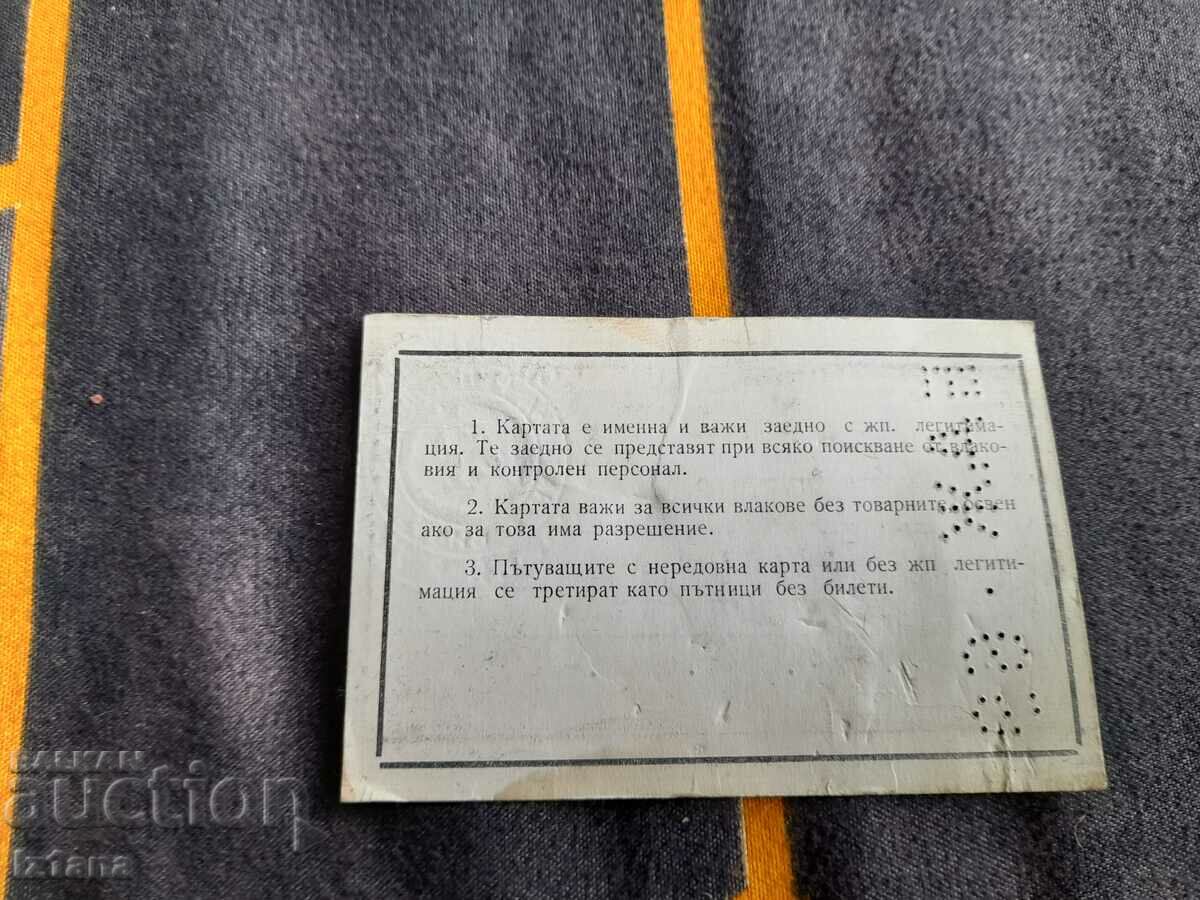 1. Картата е именна и важи заедно с жп. легитима-
ция. Те заедно се представят при всяко поискване от влако-
вия и контролен персонал.
2. Картата важи за всички влакове без товарните, освен
ако за това има разрешение.
3. Пътуващите с нередовна карта или без жп легити-
мация се третират като пътници без билети.
BALKAN
auction
iztana